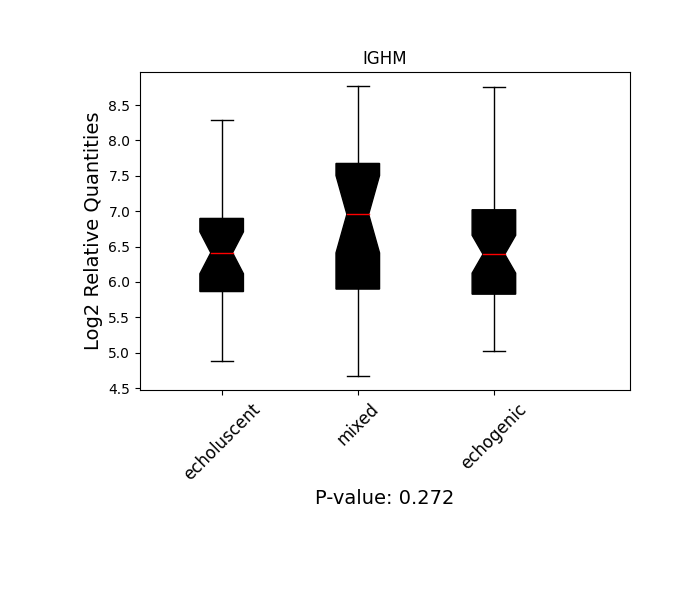 IGHM
Log2 Relative Quantities
8.5
8.0
7.5
7.0
6.5
6.0
5.5
5.0
4.5
echoluscent
mixed
echogenic
P-value: 0.272